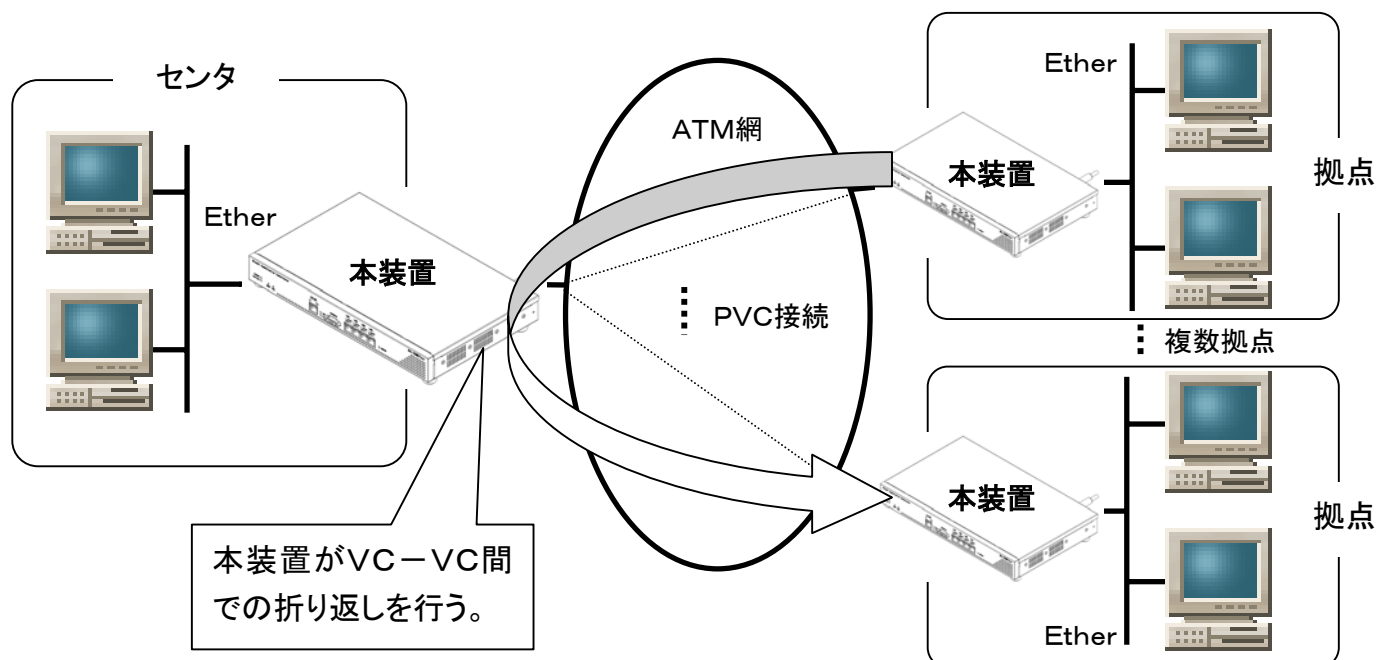 センタ
Ether
本装置
本装置がVC-VC間
での折り返しを行う。
ATM網
PVC接続
Ether
本装置
拠点
複数拠点
本装置
拠点
Ether